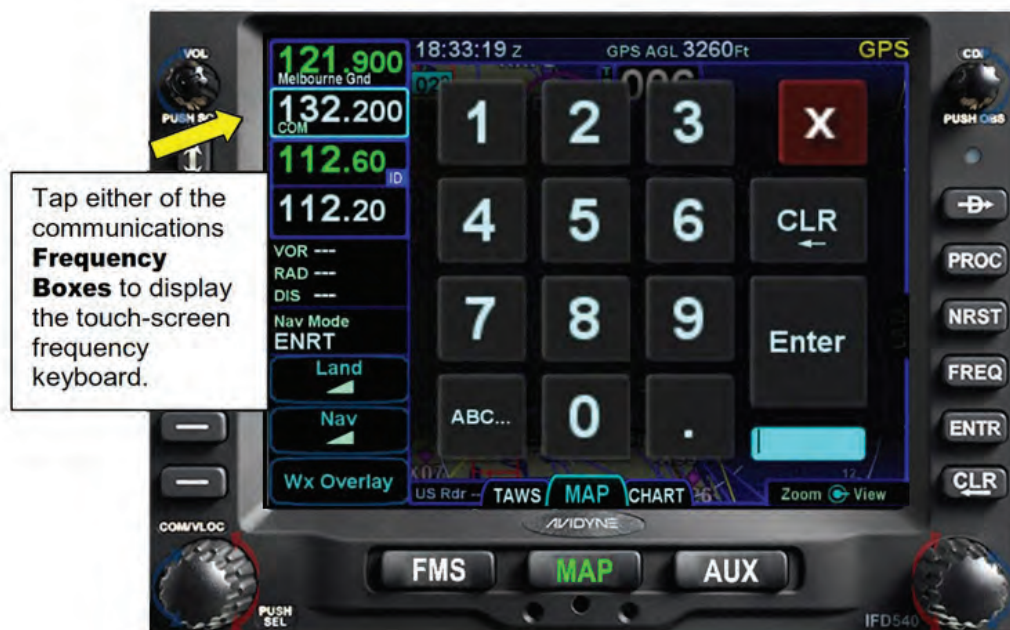 VOL
PUSH SQ
121.900
Melbourne Gnd
132.200
COM
112.60
ID
112.20
VOR ---
RAD ---
DIS ---
Nav Mode
ENRT
Land
Nav
Wx Overlay
18:33:19 Z GPS AGL 3260Ft GPS
1 2 3 X
4 5 6 CLR
7 8 9 Enter
ABC... 0 .
US Rdr -- TAWS MAP CHART Zoom View
CDI
PUSH OBS
D
PROC
NRST
FREQ
ENTR
CLR
Tap either of the
communications
Frequency
Boxes to display
the touch-screen
frequency
keyboard.
COM/VLOC
PUSH
SEL
AVIDYNE
FMS MAP AUX
IFD540